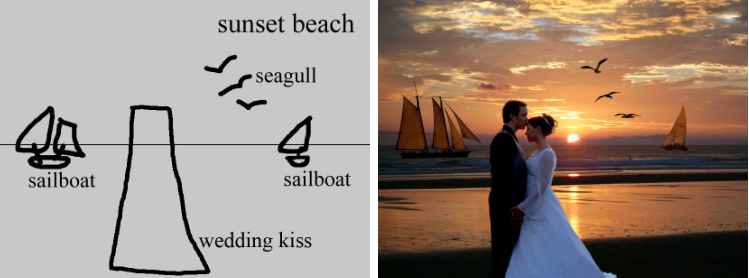 sunset beach
seagull
sailboat
sailboat
wedding kiss